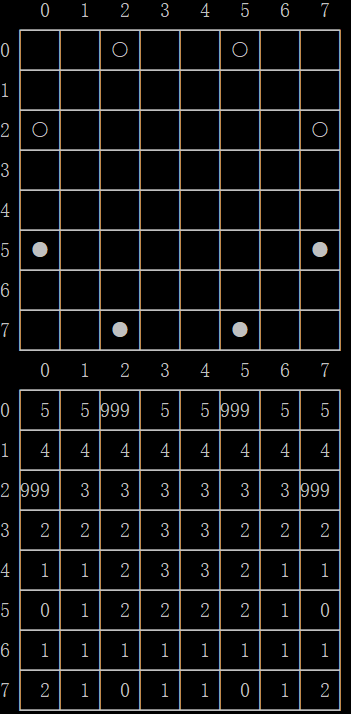 0 1 2 3 4 5 6 7
0 ○ ○
1
2 ○ ○
3
4
5 ● ●
6
7 ● ●
0 1 2 3 4 5 6 7
0 5 5 999 5 5 999 5 5
1 4 4 4 4 4 4 4 4
2 999 3 3 3 3 3 3 999
3 2 2 2 3 3 2 2 2
4 1 1 2 3 3 2 1 1
5 0 1 2 2 2 2 1 0
6 1 1 1 1 1 1 1 1
7 2 1 0 1 1 0 1 2